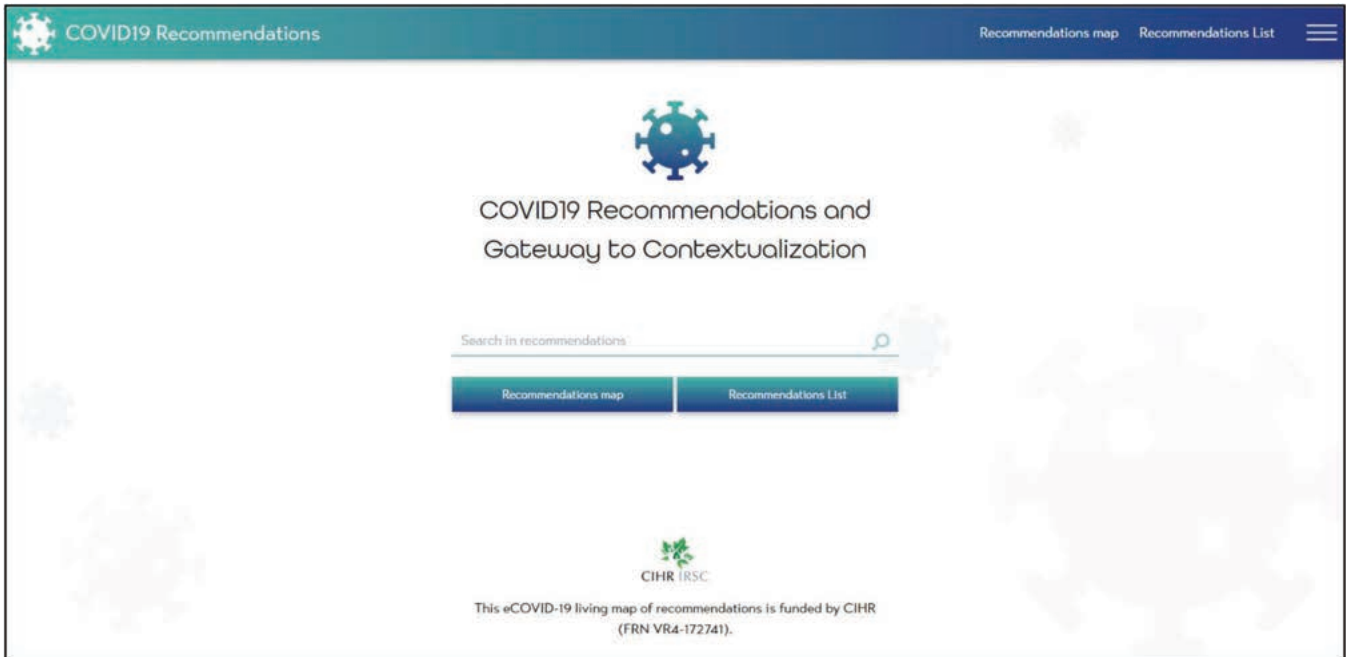 COVID19 Recommendations
Recommendations map
Recommendations List
COVID19 Recommendations and
Gateway to Contextualization
Search in recommendations
Recommendations map
Recommendations List
CIHR IRSC
This eCOVID-19 living map of recommendations is funded by CIHR
(FRN VR4-172741).